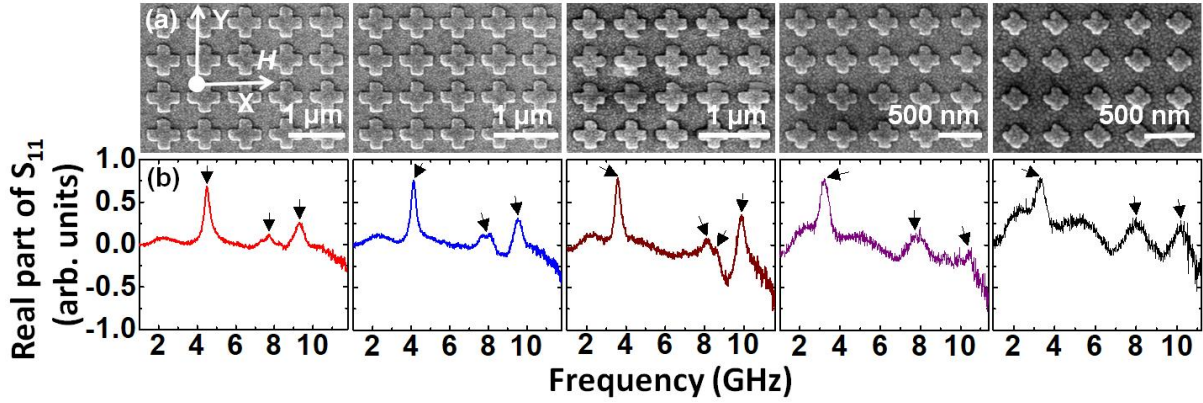 (a)
Y
H
X
1 µm
1 µm
1 µm
500 nm
500 nm
Real part of S11
(arb. units)
1.0
0.5
0.0
-0.5
-1.0
(b)
2 4 6 8 10
2 4 6 8 10
2 4 6 8 10
2 4 6 8 10
2 4 6 8 10
Frequency (GHz)